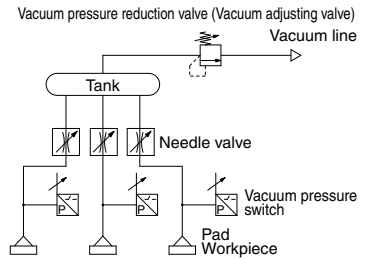 Vacuum pressure reduction valve (Vacuum adjusting valve)
Vacuum line
Tank
Needle valve
P
P
P
Vacuum pressure
switch
Pad
Workpiece